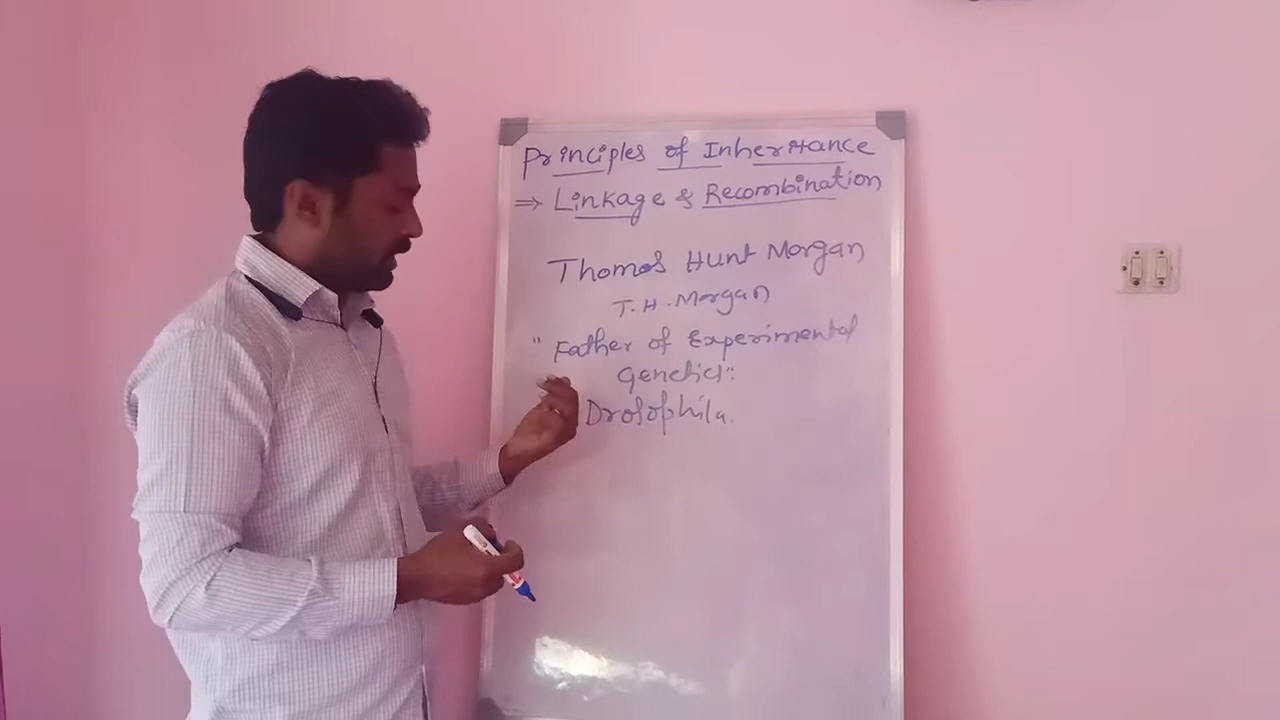 Principles of Inheritance
⇒ Linkage & Recombination
Thomas Hunt Morgan
T.H.Morgan
" Father of Experimental
Genetics"
Drosophila.